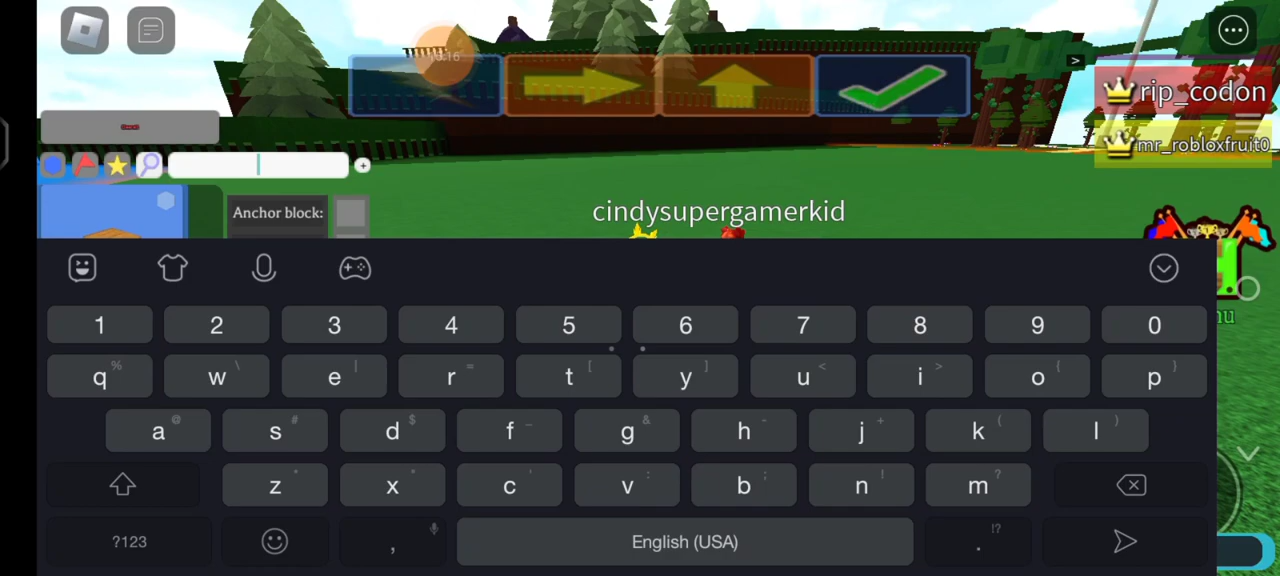 rip_codon
mr_robloxfruit0
Anchor block:
cindysupergamerkid
1 2 3 4 5 6 7 8 9 0
q % w \ e | r = t [ y ] u < i > o { p }
a @ s # d $ f _ g & h - j + k ( l )
z x c v : b ; n ! m ?
?123 , English (USA) . !?